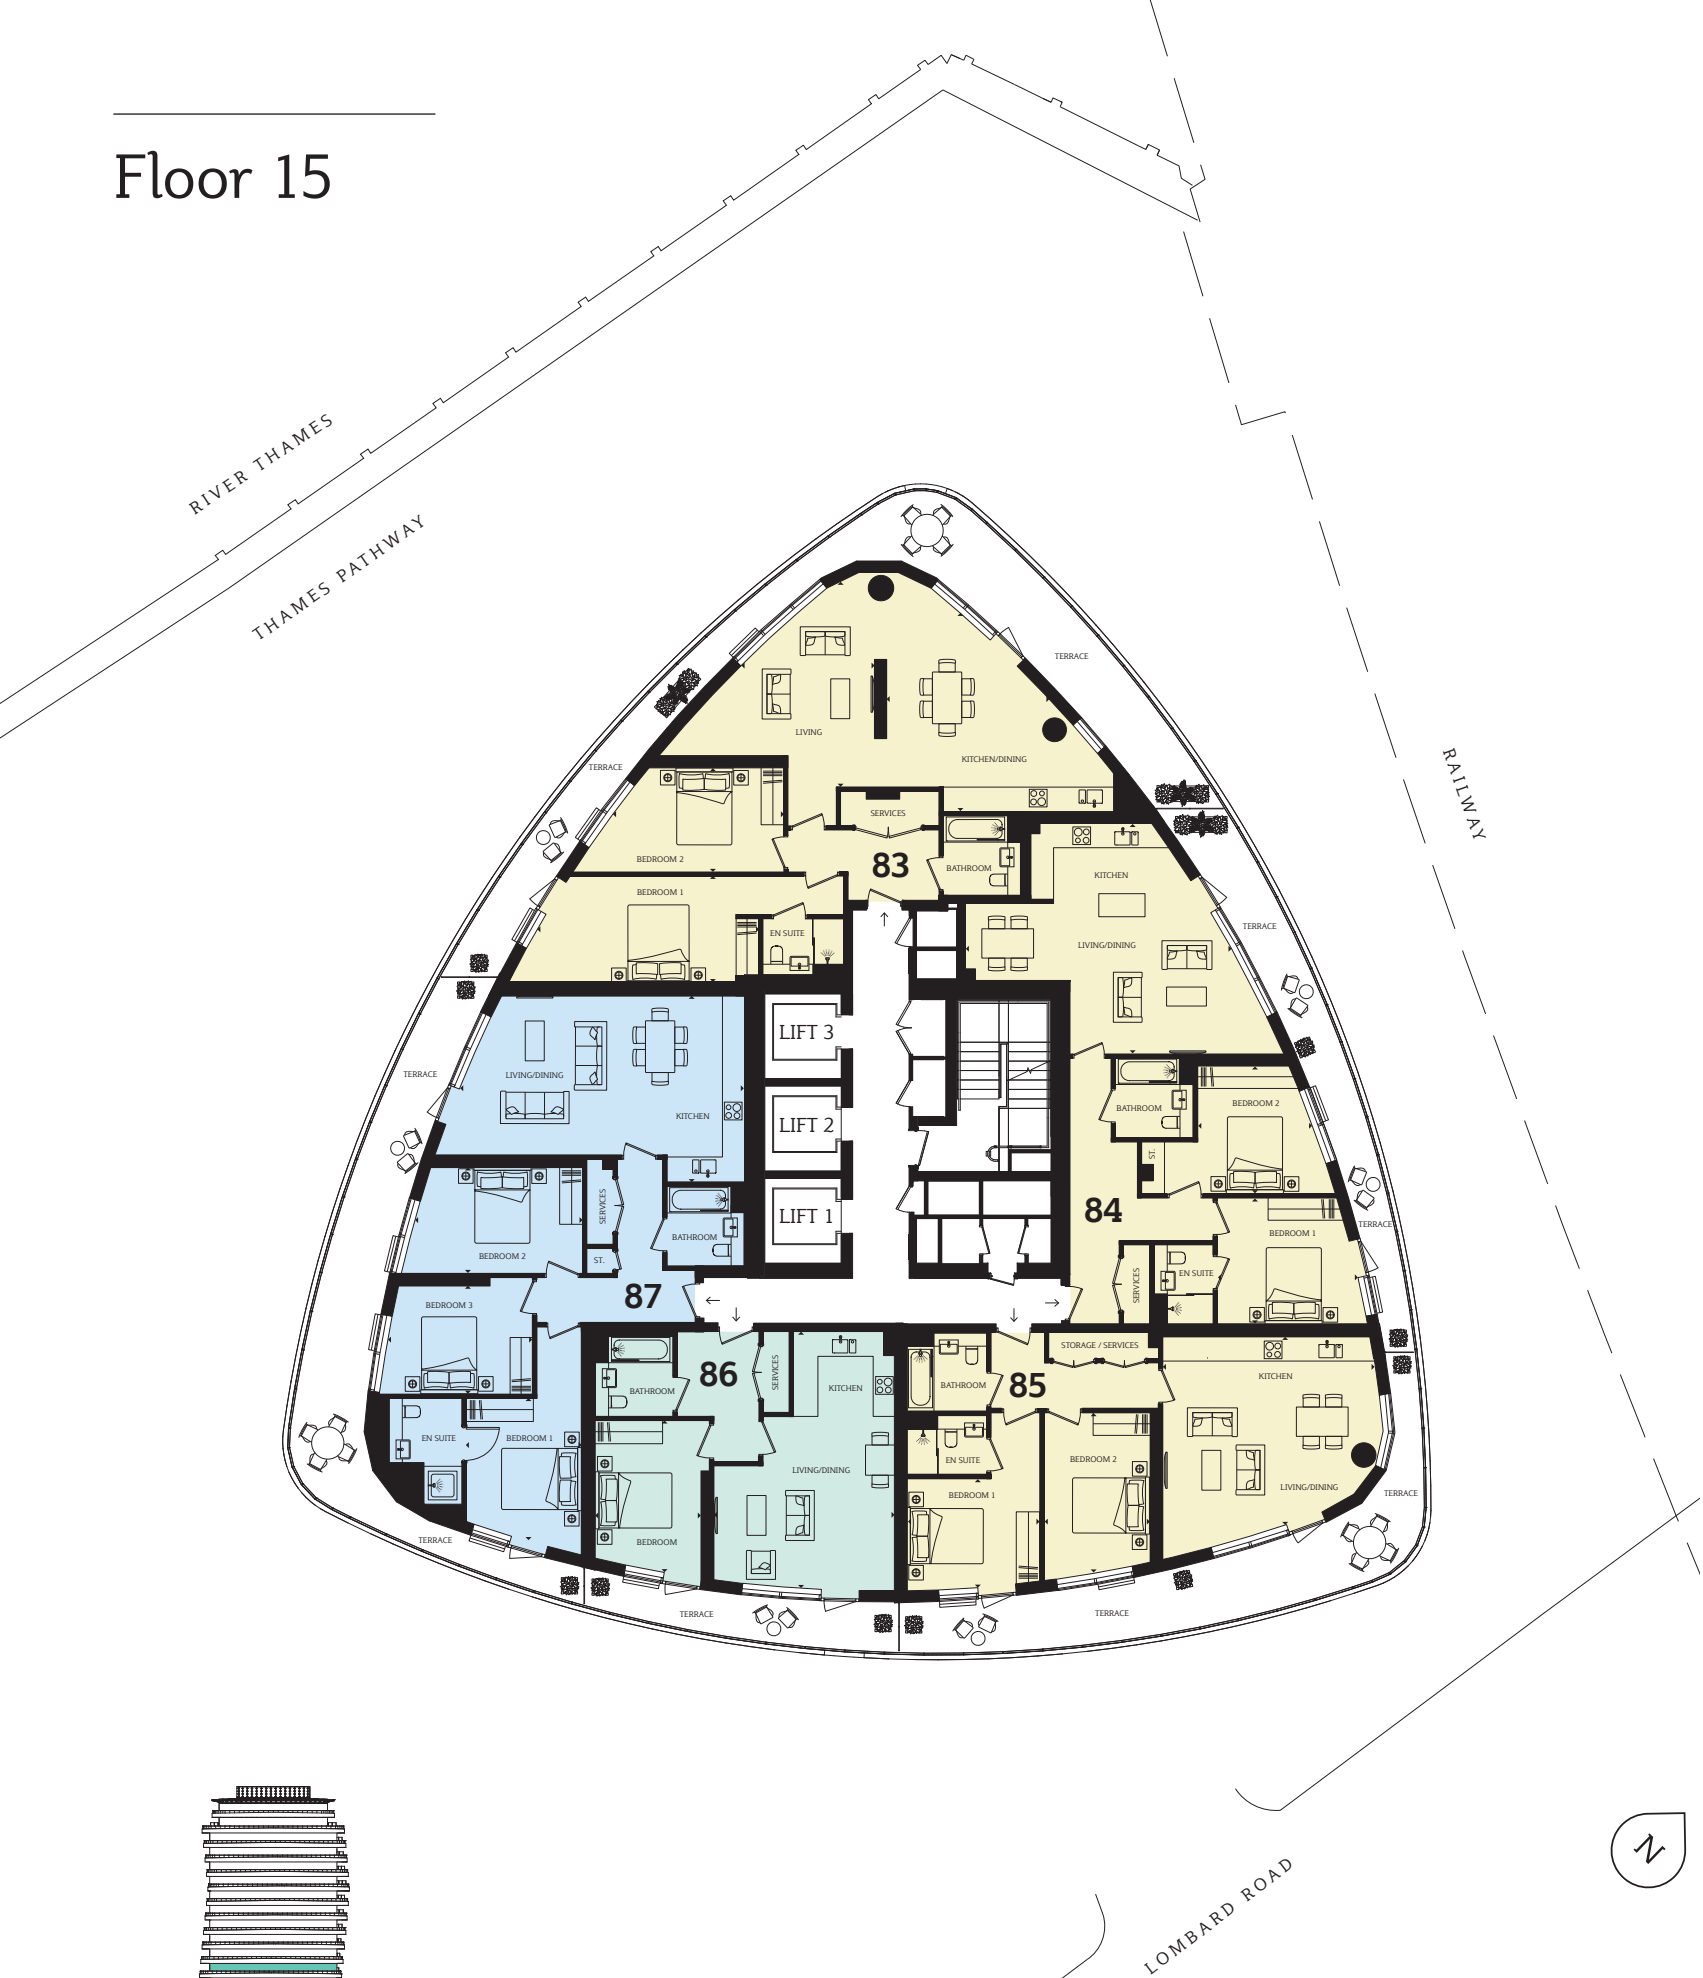 Floor 15
RIVER THAMES
THAMES PATHWAY
RAILWAY
TERRACE
LIVING
KITCHEN/DINING
TERRACE
SERVICES
83
BEDROOM 2
BATHROOM
BEDROOM 1
EN SUITE
KITCHEN
LIVING/DINING
TERRACE
LIFT 3
LIFT 2
LIFT 1
TERRACE
LIVING/DINING
KITCHEN
BATHROOM
BEDROOM 2
ST.
84
BEDROOM 1
TERRACE
EN SUITE
SERVICES
SERVICES
BATHROOM
BEDROOM 2
ST.
87
BEDROOM 3
EN SUITE
BEDROOM 1
TERRACE
86
SERVICES
BATHROOM
KITCHEN
LIVING/DINING
BEDROOM
TERRACE
STORAGE / SERVICES
85
BATHROOM
EN SUITE
BEDROOM 1
BEDROOM 2
KITCHEN
LIVING/DINING
TERRACE
TERRACE
LOMBARD ROAD
N